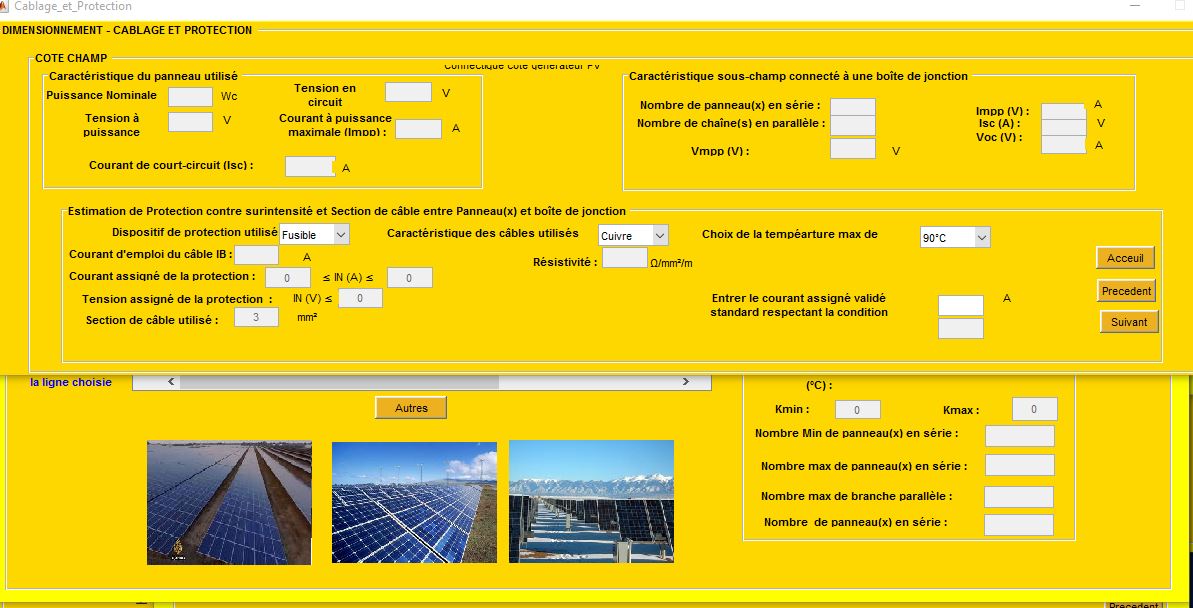 Cablage_et_Protection
DIMENSIONNEMENT - CABLAGE ET PROTECTION
COTE CHAMP
Connectique coté générateur PV
Caractéristique du panneau utilisé
Puissance Nominale Wc
Tension en circuit V
Tension à puissance V
Courant à puissance maximale (Impp) : A
Courant de court-circuit (Isc) : A
Caractéristique sous-champ connecté à une boîte de jonction
Nombre de panneau(x) en série :
Nombre de chaîne(s) en parallèle :
Vmpp (V) : V
Impp (V) : A
Isc (A) : V
Voc (V) : A
Estimation de Protection contre surintensité et Section de câble entre Panneau(x) et boîte de jonction
Dispositif de protection utilisé Fusible
Caractéristique des câbles utilisés Cuivre
Choix de la tempéarture max de 90°C
Courant d'emploi du câble IB : A
Résistivité : Ω/mm²/m
Courant assigné de la protection : 0 ≤ IN (A) ≤ 0
Tension assigné de la protection : IN (V) ≤ 0
Section de câble utilisé : 3 mm²
Entrer le courant assigné validé
standard respectant la condition
A
Acceuil
Precedent
Suivant
la ligne choisie
Autres
(°C) :
Kmin : 0 Kmax : 0
Nombre Min de panneau(x) en série :
Nombre max de panneau(x) en série :
Nombre max de branche parallèle :
Nombre de panneau(x) en série :
Precedent